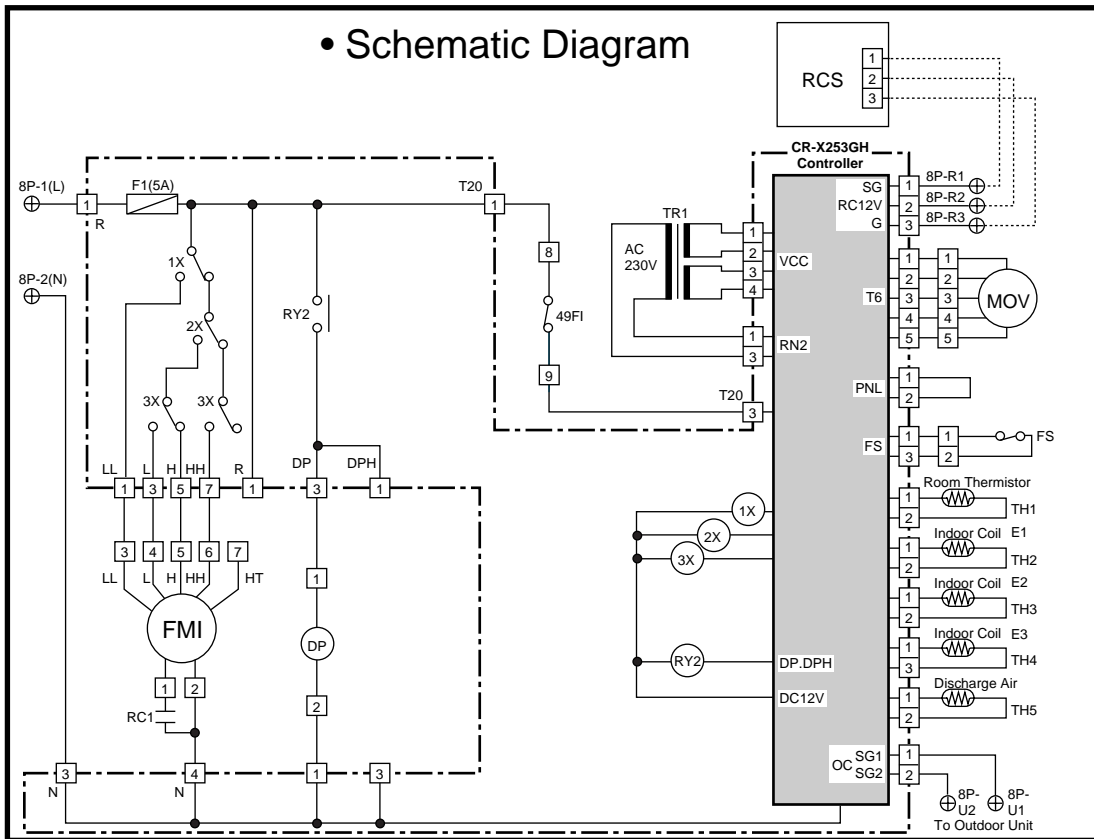 • Schematic Diagram
RCS
1
2
3
CR-X253GH
Controller
8P-1(L)
1
R
F1(5A)
T20
1
8P-2(N)
1X
2X
3X
3X
RY2
8
49FI
9
TR1
AC
230V
1
2
3
4
VCC
1
3
RN2
T20
3
SG
RC12V
G
1
2
3
8P-R1
8P-R2
8P-R3
T6
1
2
3
4
5
1
2
3
4
5
MOV
PNL
1
2
FS
1
3
1
2
FS
Room Thermistor
1
2
TH1
Indoor Coil E1
1
2
TH2
Indoor Coil E2
1
2
TH3
Indoor Coil E3
1
3
TH4
Discharge Air
1
2
TH5
OC
SG1
SG2
1
2
8P-
U2
8P-
U1
To Outdoor Unit
LL
L
H
HH
R
DP
DPH
1
3
5
7
1
3
1
3
4
5
6
7
LL
L
H
HH
HT
FMI
1
2
RC1
1
DP
2
1X
2X
3X
RY2
DP.DPH
DC12V
3
N
4
N
1
3